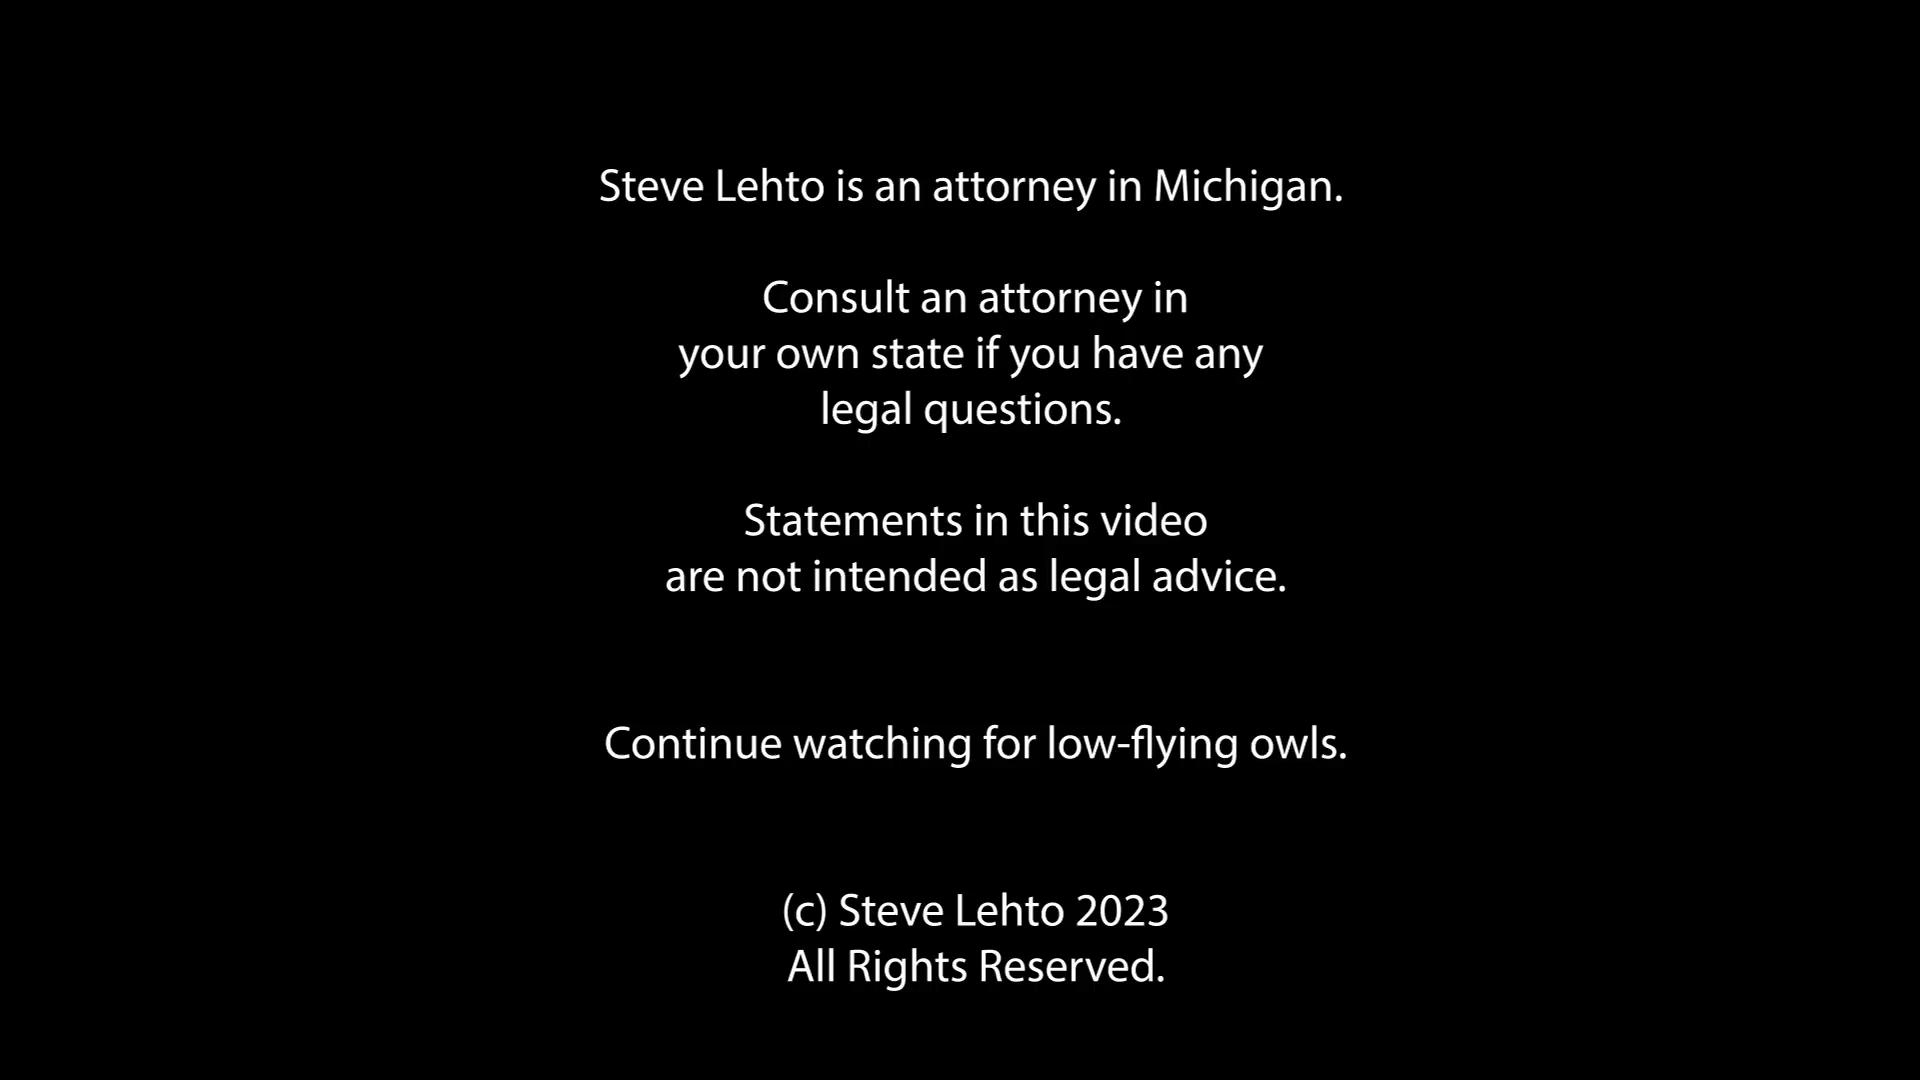 Steve Lehto is an attorney in Michigan.
Consult an attorney in
your own state if you have any
legal questions.
Statements in this video
are not intended as legal advice.
Continue watching for low-flying owls.
(c) Steve Lehto 2023
All Rights Reserved.